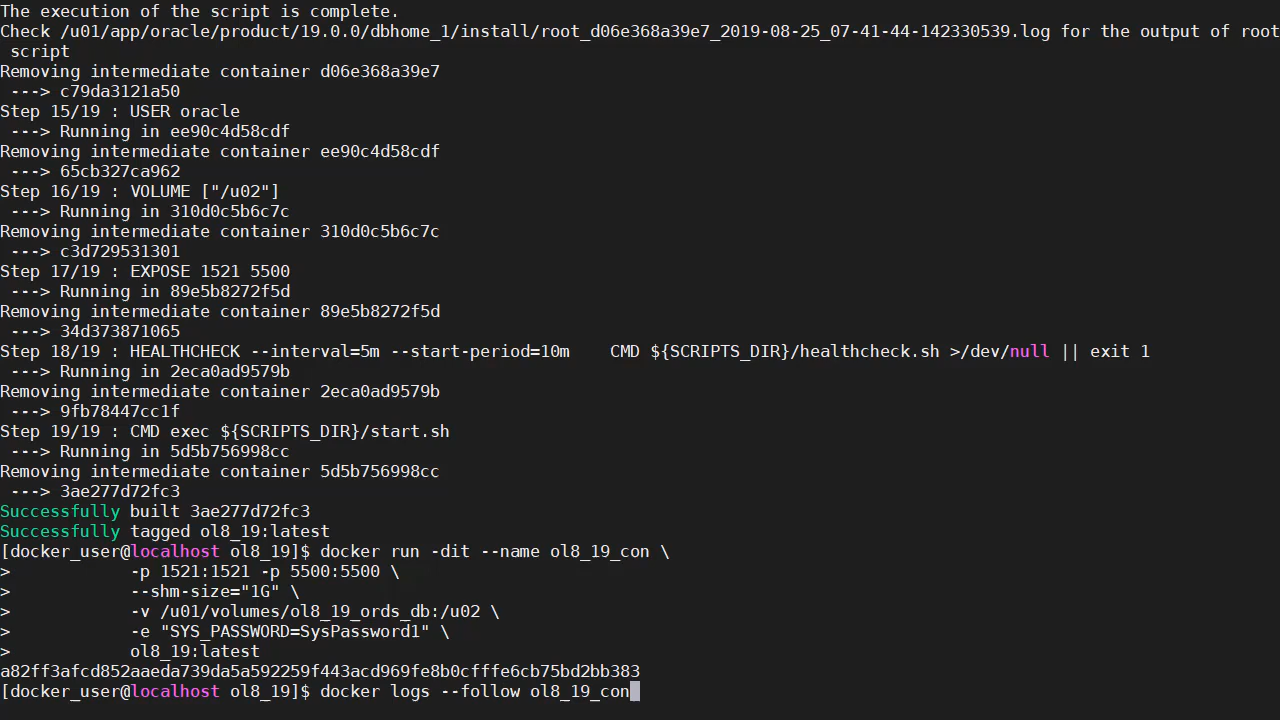 The execution of the script is complete.
Check /u01/app/oracle/product/19.0.0/dbhome_1/install/root_d06e368a39e7_2019-08-25_07-41-44-142330539.log for the output of root
 script
Removing intermediate container d06e368a39e7
 ---> c79da3121a50
Step 15/19 : USER oracle
 ---> Running in ee90c4d58cdf
Removing intermediate container ee90c4d58cdf
 ---> 65cb327ca962
Step 16/19 : VOLUME ["/u02"]
 ---> Running in 310d0c5b6c7c
Removing intermediate container 310d0c5b6c7c
 ---> c3d729531301
Step 17/19 : EXPOSE 1521 5500
 ---> Running in 89e5b8272f5d
Removing intermediate container 89e5b8272f5d
 ---> 34d373871065
Step 18/19 : HEALTHCHECK --interval=5m --start-period=10m    CMD ${SCRIPTS_DIR}/healthcheck.sh >/dev/null || exit 1
 ---> Running in 2eca0ad9579b
Removing intermediate container 2eca0ad9579b
 ---> 9fb78447cc1f
Step 19/19 : CMD exec ${SCRIPTS_DIR}/start.sh
 ---> Running in 5d5b756998cc
Removing intermediate container 5d5b756998cc
 ---> 3ae277d72fc3
Successfully built 3ae277d72fc3
Successfully tagged ol8_19:latest
[docker_user@localhost ol8_19]$ docker run -dit --name ol8_19_con \
>            -p 1521:1521 -p 5500:5500 \
>            --shm-size="1G" \
>            -v /u01/volumes/ol8_19_ords_db:/u02 \
>            -e "SYS_PASSWORD=SysPassword1" \
>            ol8_19:latest
a82ff3afcd852aaeda739da5a592259f443acd969fe8b0cfffe6cb75bd2bb383
[docker_user@localhost ol8_19]$ docker logs --follow ol8_19_con